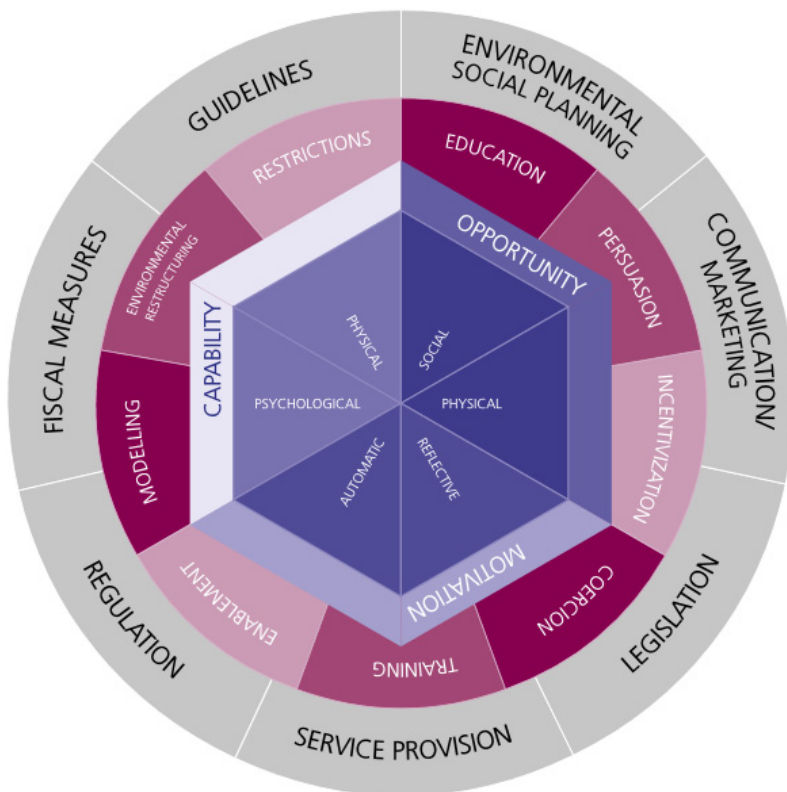 GUIDELINES
ENVIRONMENTAL
SOCIAL PLANNING
COMMUNICATION/
MARKETING
LEGISLATION
SERVICE PROVISION
REGULATION
FISCAL MEASURES
RESTRICTIONS
EDUCATION
PERSUASION
INCENTIVIZATION
COERCION
TRAINING
ENABLEMENT
MODELLING
ENVIRONMENTAL
RESTRUCTURING
OPPORTUNITY
MOTIVATION
CAPABILITY
PHYSICAL
SOCIAL
PHYSICAL
REFLECTIVE
AUTOMATIC
PSYCHOLOGICAL